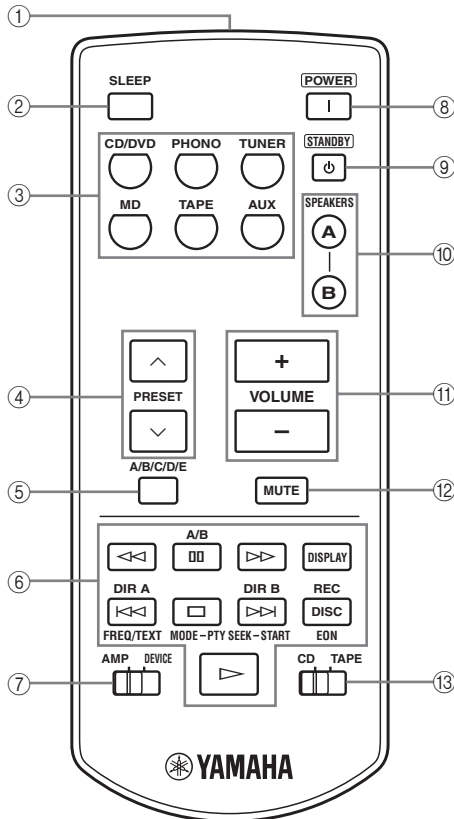 ①
SLEEP
POWER
②
⑧
CD/DVD PHONO TUNER
STANDBY
③
⑨
MD TAPE AUX
SPEAKERS
A
⑩
B
+
④
PRESET
VOLUME
⑪
−
A/B/C/D/E
⑤
MUTE
⑫
A/B
⑥
DISPLAY
DIR A DIR B REC
DISC
FREQ/TEXT MODE–PTY SEEK–START EON
AMP DEVICE CD TAPE
⑦
⑬
YAMAHA